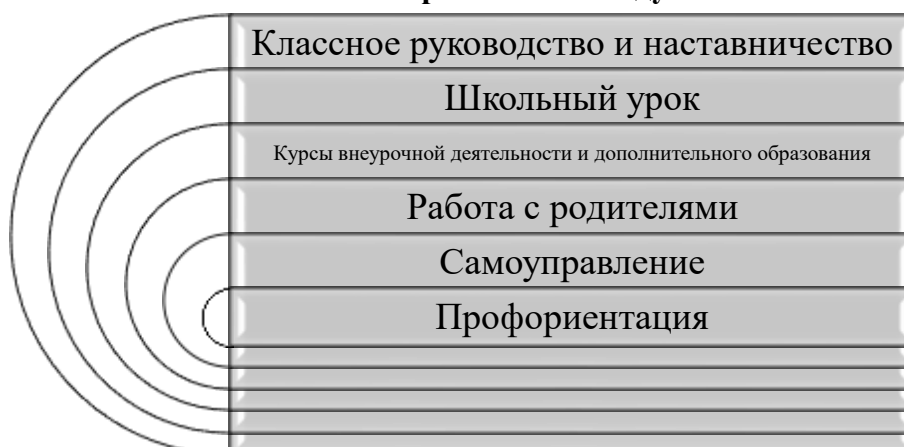 Классное руководство и наставничество
Школьный урок
Курсы внеурочной деятельности и дополнительного образования
Работа с родителями
Самоуправление
Профориентация